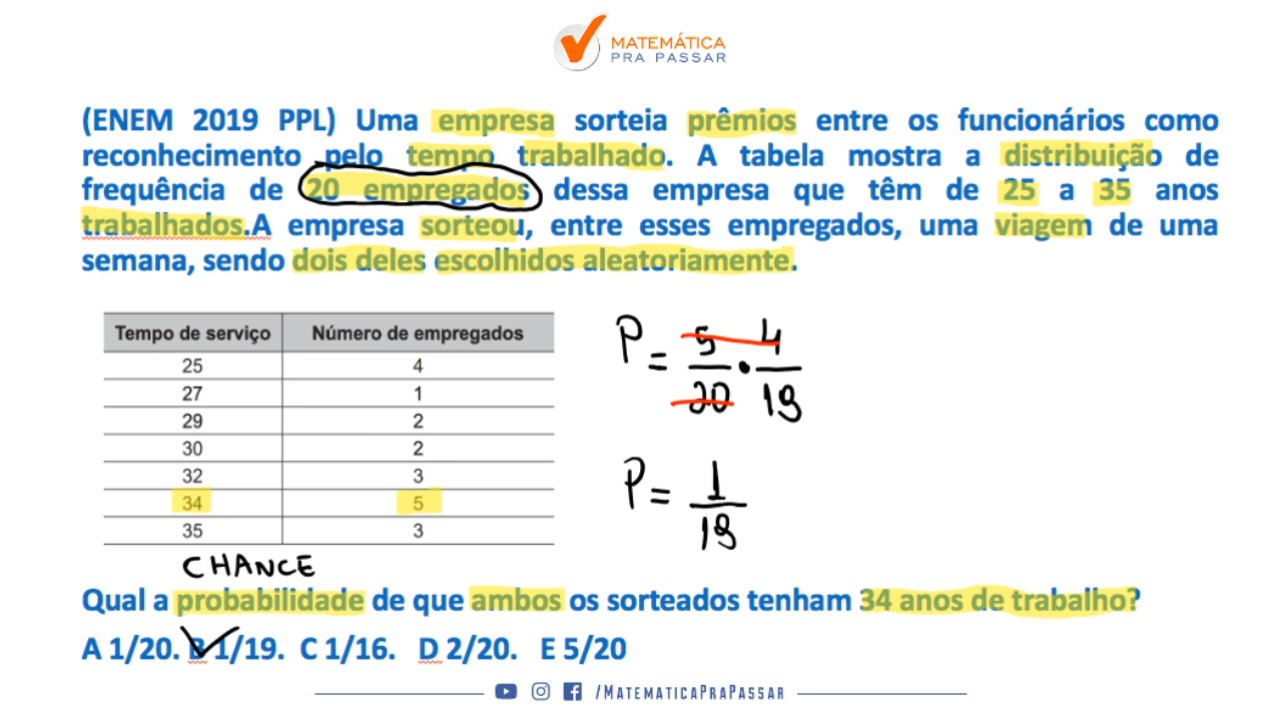 MATEMÁTICA
PRA PASSAR
(ENEM 2019 PPL) Uma empresa sorteia prêmios entre os funcionários como
reconhecimento pelo tempo trabalhado. A tabela mostra a distribuição de
frequência de 20 empregados dessa empresa que têm de 25 a 35 anos
trabalhados.A empresa sorteou, entre esses empregados, uma viagem de uma
semana, sendo dois deles escolhidos aleatoriamente.
Tempo de serviço Número de empregados
25 4
27 1
29 2
30 2
32 3
34 5
35 3
P = 5/20 • 4/19
P = 1/19
CHANCE
Qual a probabilidade de que ambos os sorteados tenham 34 anos de trabalho?
A 1/20. B 1/19. C 1/16. D 2/20. E 5/20
/MatematicaPraPassar